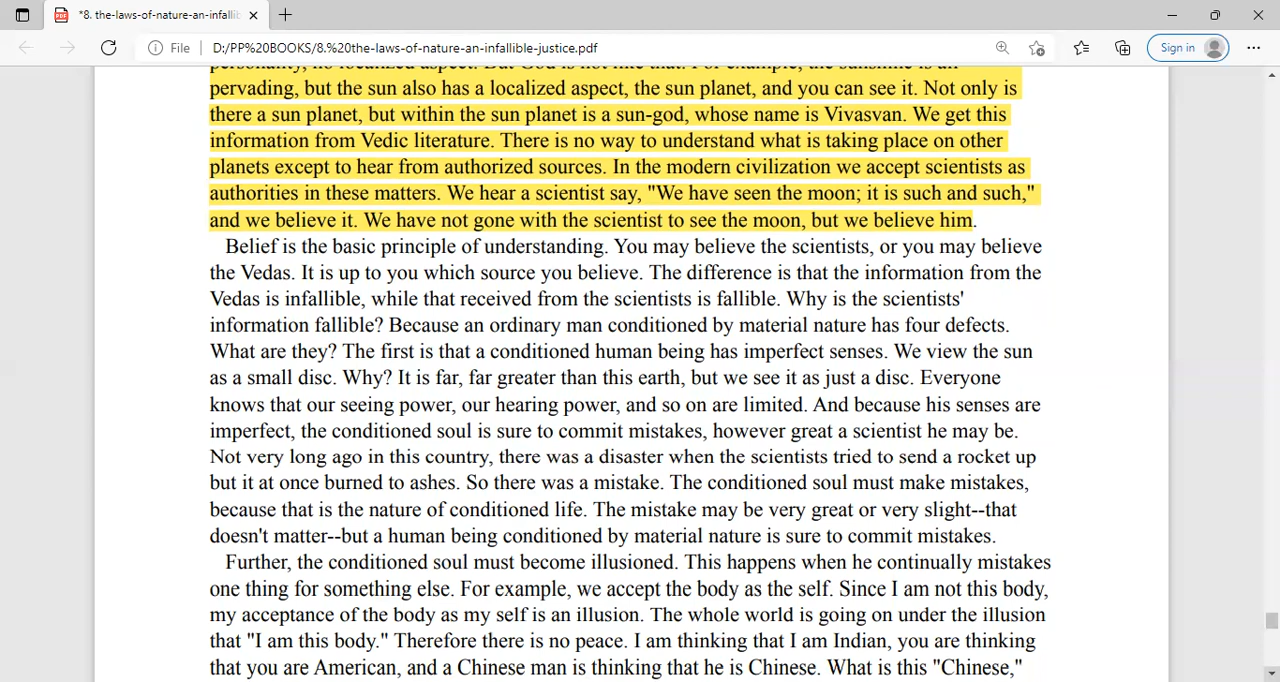 *8. the-laws-of-nature-an-infallib
File
D:/PP%20BOOKS/8.%20the-laws-of-nature-an-infallible-justice.pdf
Sign in
pervading, but the sun also has a localized aspect, the sun planet, and you can see it. Not only is
there a sun planet, but within the sun planet is a sun-god, whose name is Vivasvan. We get this
information from Vedic literature. There is no way to understand what is taking place on other
planets except to hear from authorized sources. In the modern civilization we accept scientists as
authorities in these matters. We hear a scientist say, "We have seen the moon; it is such and such,"
and we believe it. We have not gone with the scientist to see the moon, but we believe him.
Belief is the basic principle of understanding. You may believe the scientists, or you may believe
the Vedas. It is up to you which source you believe. The difference is that the information from the
Vedas is infallible, while that received from the scientists is fallible. Why is the scientists'
information fallible? Because an ordinary man conditioned by material nature has four defects.
What are they? The first is that a conditioned human being has imperfect senses. We view the sun
as a small disc. Why? It is far, far greater than this earth, but we see it as just a disc. Everyone
knows that our seeing power, our hearing power, and so on are limited. And because his senses are
imperfect, the conditioned soul is sure to commit mistakes, however great a scientist he may be.
Not very long ago in this country, there was a disaster when the scientists tried to send a rocket up
but it at once burned to ashes. So there was a mistake. The conditioned soul must make mistakes,
because that is the nature of conditioned life. The mistake may be very great or very slight--that
doesn't matter--but a human being conditioned by material nature is sure to commit mistakes.
Further, the conditioned soul must become illusioned. This happens when he continually mistakes
one thing for something else. For example, we accept the body as the self. Since I am not this body,
my acceptance of the body as my self is an illusion. The whole world is going on under the illusion
that "I am this body." Therefore there is no peace. I am thinking that I am Indian, you are thinking
that you are American, and a Chinese man is thinking that he is Chinese. What is this "Chinese,"